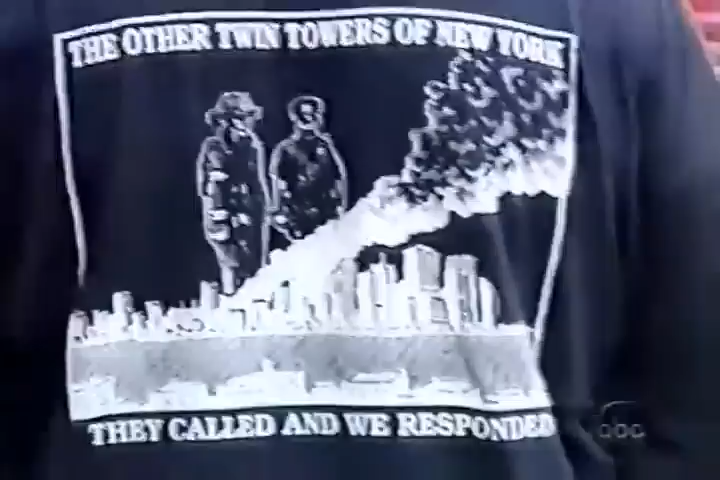 THE OTHER TWIN TOWERS OF NEW YORK
THEY CALLED AND WE RESPONDED
abc